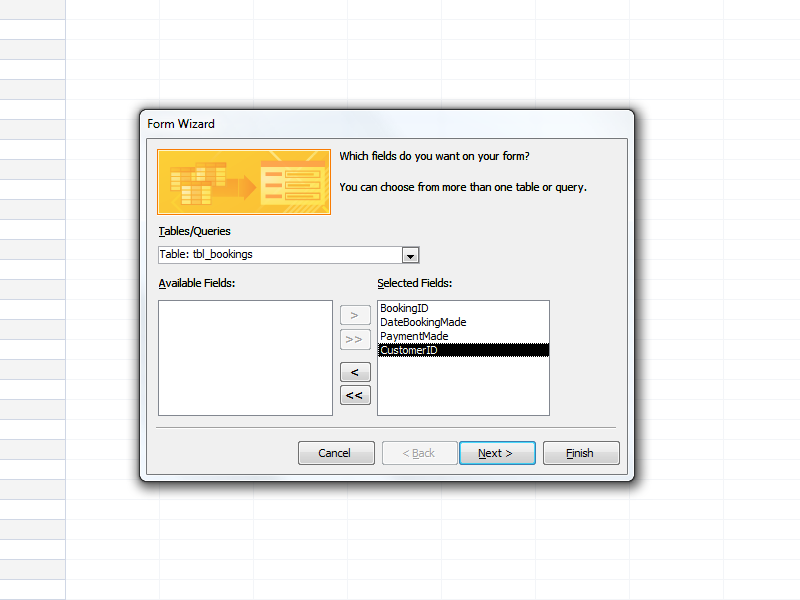 Form Wizard
Which fields do you want on your form?
You can choose from more than one table or query.
Tables/Queries
Table: tbl_bookings
Available Fields:
Selected Fields:
>
>>
<
<<
BookingID
DateBookingMade
PaymentMade
CustomerID
Cancel
< Back
Next >
Finish